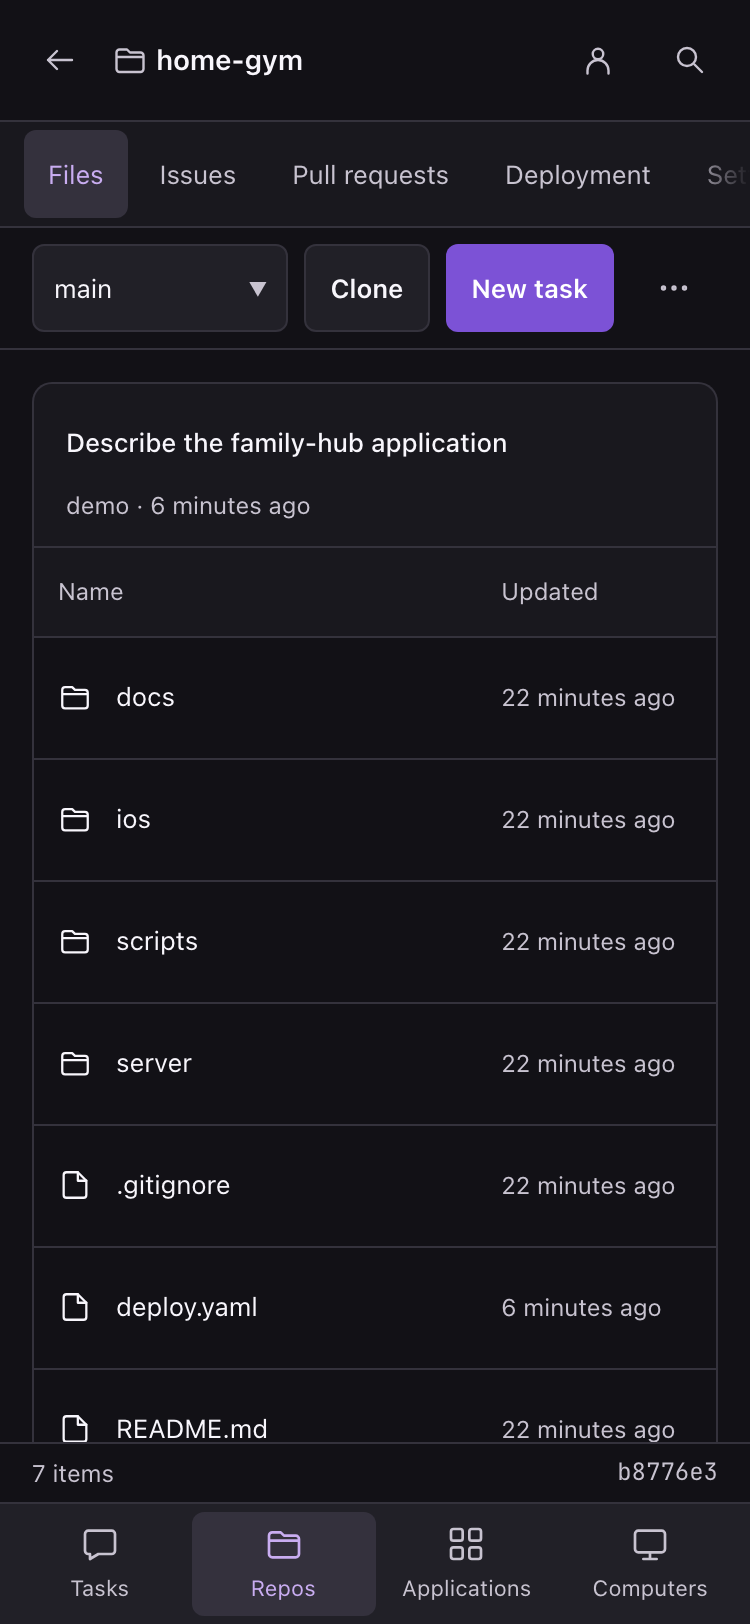 home-gym
Files Issues Pull requests Deployment Set
main Clone New task
Describe the family-hub application
demo · 6 minutes ago
Name Updated
docs 22 minutes ago
ios 22 minutes ago
scripts 22 minutes ago
server 22 minutes ago
.gitignore 22 minutes ago
deploy.yaml 6 minutes ago
README.md 22 minutes ago
7 items b8776e3
Tasks Repos Applications Computers